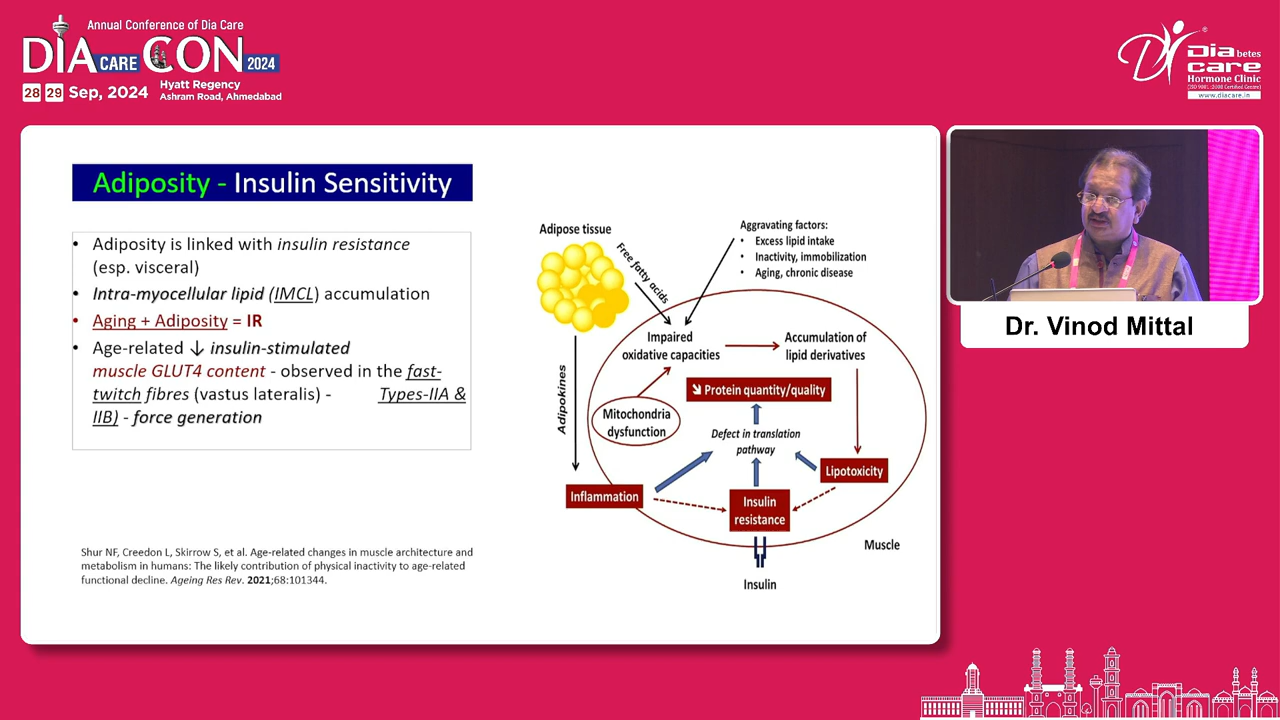 Annual Conference of Dia Care
DIA CARE CON 2024
28 29 Sep, 2024
Hyatt Regency
Ashram Road, Ahmedabad
Diabetes
care
Hormone Clinic
(ISO 9001:2008 Certified Centre)
www.diacare.in
Adiposity - Insulin Sensitivity
• Adiposity is linked with insulin resistance
(esp. visceral)
• Intra-myocellular lipid (IMCL) accumulation
• Aging + Adiposity = IR
• Age-related ↓ insulin-stimulated
muscle GLUT4 content - observed in the fast-
twitch fibres (vastus lateralis) - Types-IIA &
IIB) - force generation
Shur NF, Creedon L, Skirrow S, et al. Age-related changes in muscle architecture and
metabolism in humans: The likely contribution of physical inactivity to age-related
functional decline. Ageing Res Rev. 2021;68:101344.
Adipose tissue
Free fatty acids
Aggravating factors:
• Excess lipid intake
• Inactivity, immobilization
• Aging, chronic disease
Impaired
oxidative capacities
Accumulation of
lipid derivatives
↘ Protein quantity/quality
Mitochondria
dysfunction
Adipokines
Defect in translation
pathway
Lipotoxicity
Inflammation
Insulin
resistance
Muscle
Insulin
Dr. Vinod Mittal